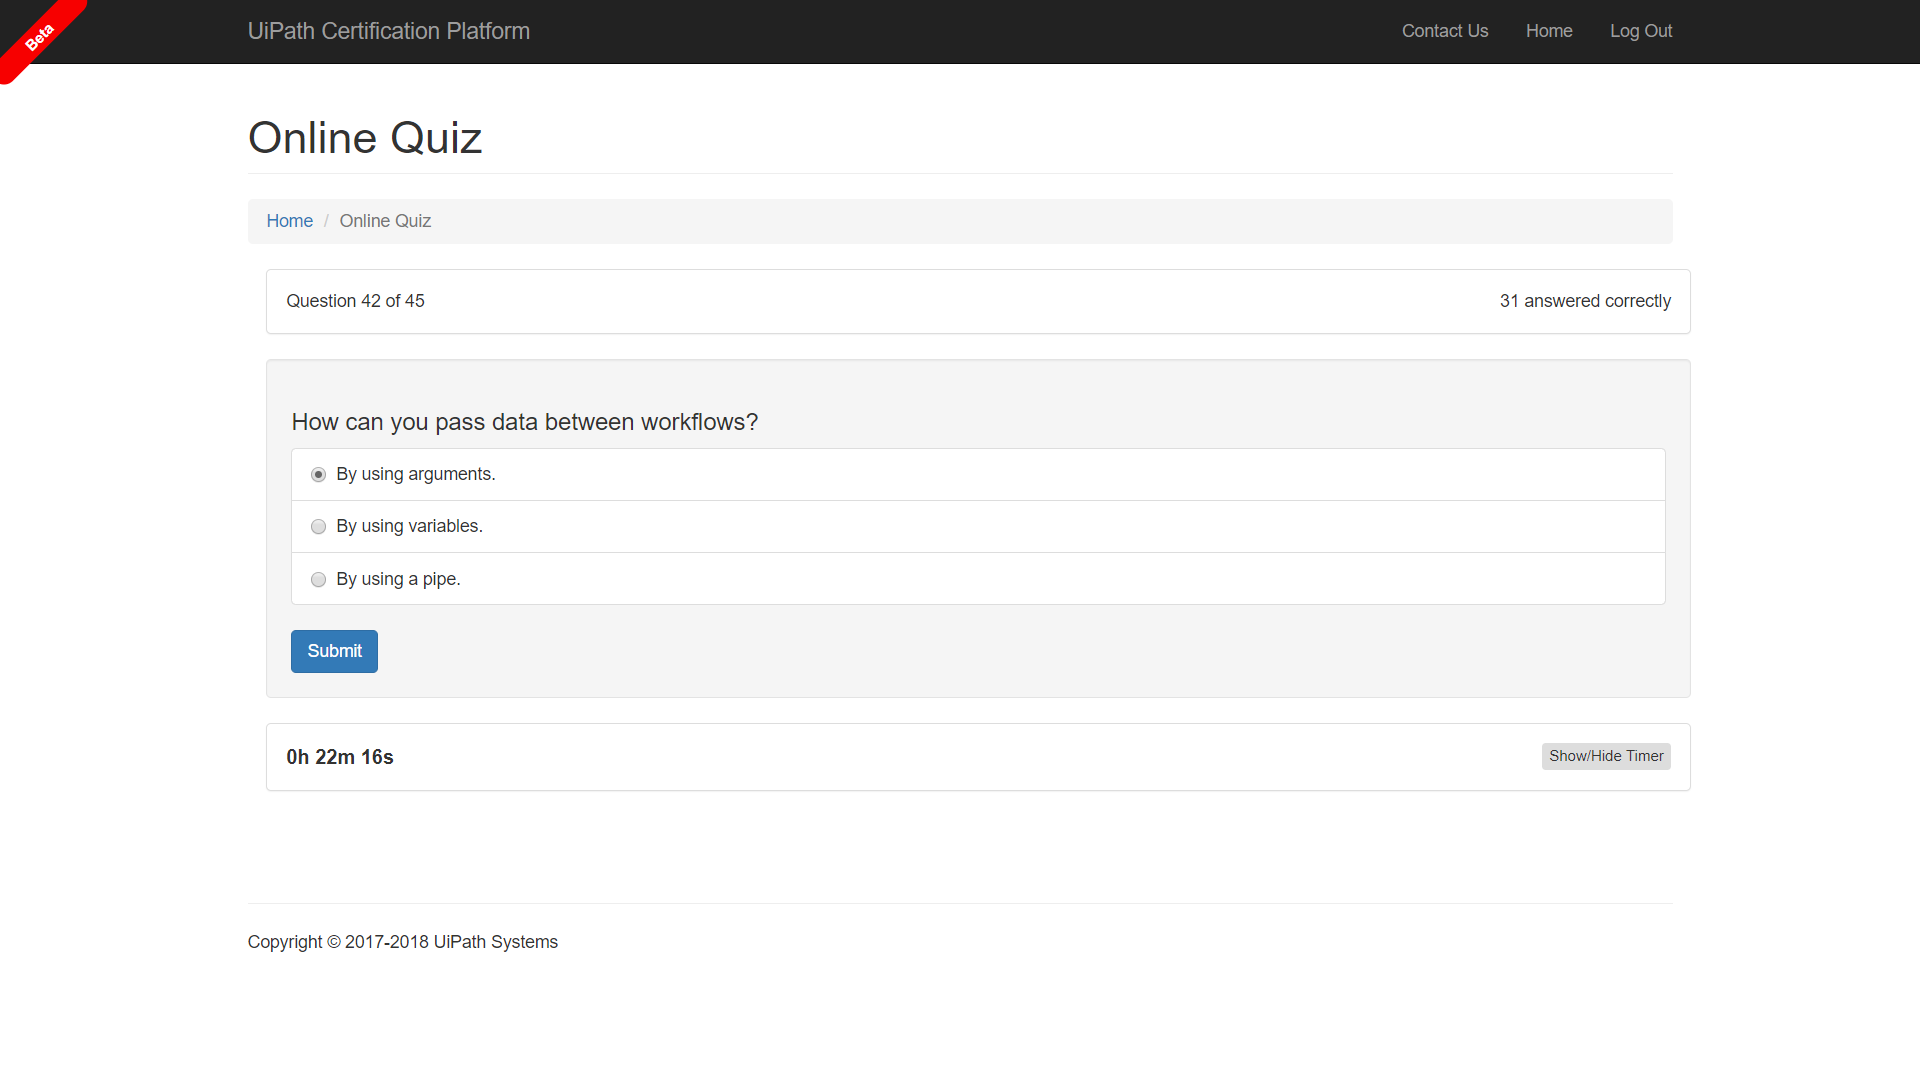 Beta
UiPath Certification Platform
Contact Us
Home
Log Out
Online Quiz
Home / Online Quiz
Question 42 of 45
31 answered correctly
How can you pass data between workflows?
By using arguments.
By using variables.
By using a pipe.
Submit
0h 22m 16s
Show/Hide Timer
Copyright © 2017-2018 UiPath Systems